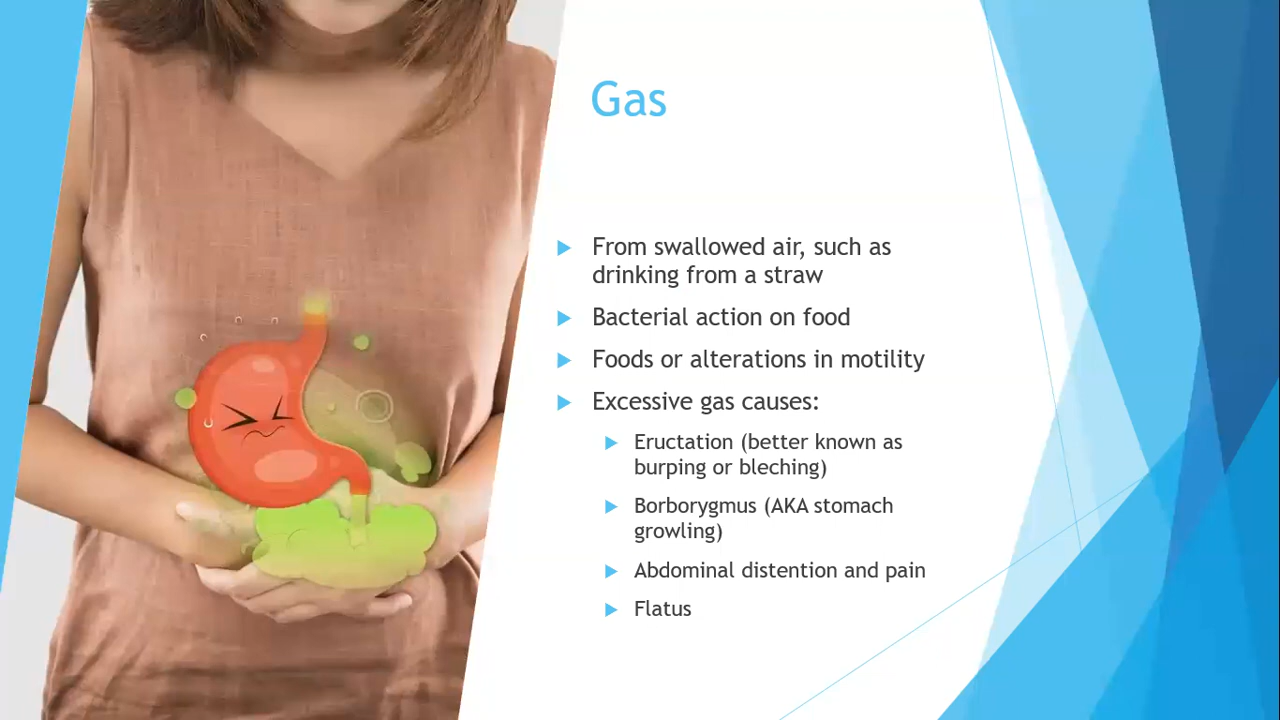 Gas
From swallowed air, such as
drinking from a straw
Bacterial action on food
Foods or alterations in motility
Excessive gas causes:
Eructation (better known as
burping or bleching)
Borborygmus (AKA stomach
growling)
Abdominal distention and pain
Flatus